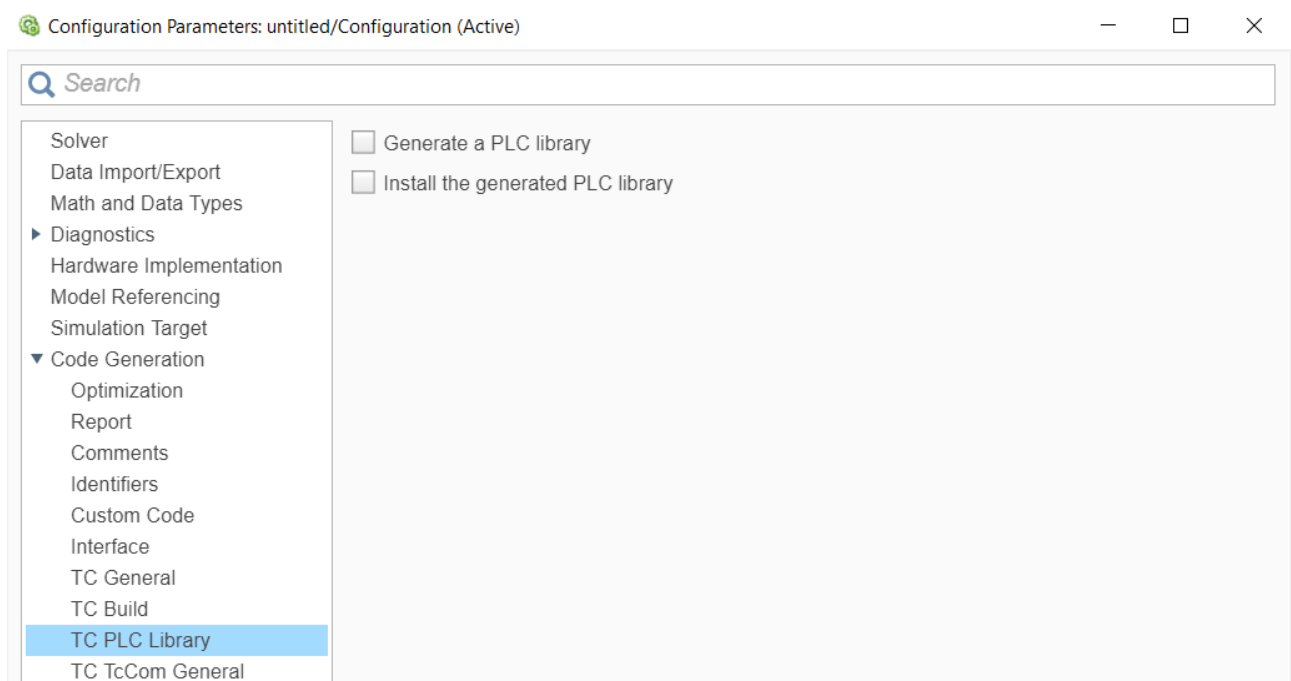 Configuration Parameters: untitled/Configuration (Active)
Search
Solver
Data Import/Export
Math and Data Types
Diagnostics
Hardware Implementation
Model Referencing
Simulation Target
Code Generation
Optimization
Report
Comments
Identifiers
Custom Code
Interface
TC General
TC Build
TC PLC Library
TC TcCom General
Generate a PLC library
Install the generated PLC library